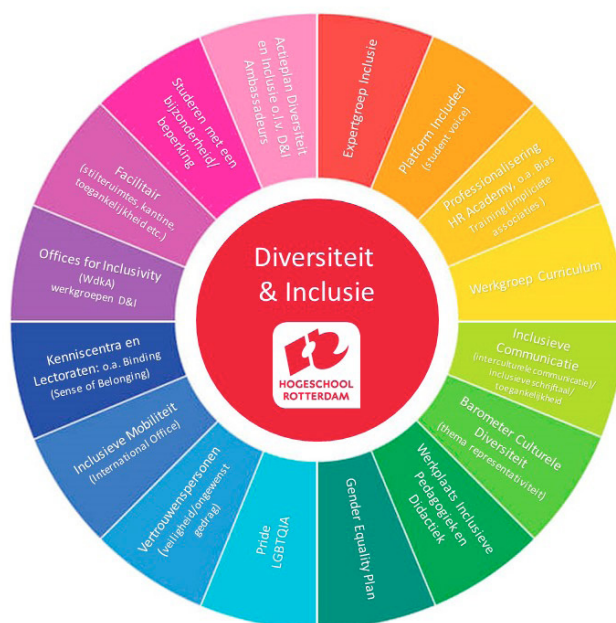 Diversiteit
& Inclusie
HOGESCHOOL
ROTTERDAM
Expertgroep Inclusie
Platform Included
(student voice)
Professionalisering
HR Academy, o.a. Bias
Training (impliciete
associaties )
Werkgroep Curriculum
Inclusieve
Communicatie
(interculturele communicatie)/
inclusieve schrijftaal/
toegankelijkheid
Barometer Culturele
Diversiteit
(thema representativiteit)
Werkplaats Inclusieve
Pedagogiek en
Didactiek
Gender Equality Plan
Pride
LGBTQIA
Vertrouwenspersonen
(veiligheid/ongewenst
gedrag)
Inclusieve Mobiliteit
(International Office)
Kenniscentra en
Lectoraten: o.a. Binding
(Sense of Belonging)
Offices for Inclusivity
(WdkA)
werkgroepen D&I
Facilitair
(stilteruimtes, kantine,
toegankelijkheid etc.)
Studeren met een
bijzonderheid/
beperking
Actieplan Diversiteit
en Inclusie o.l.v. D&I
Ambassadeurs